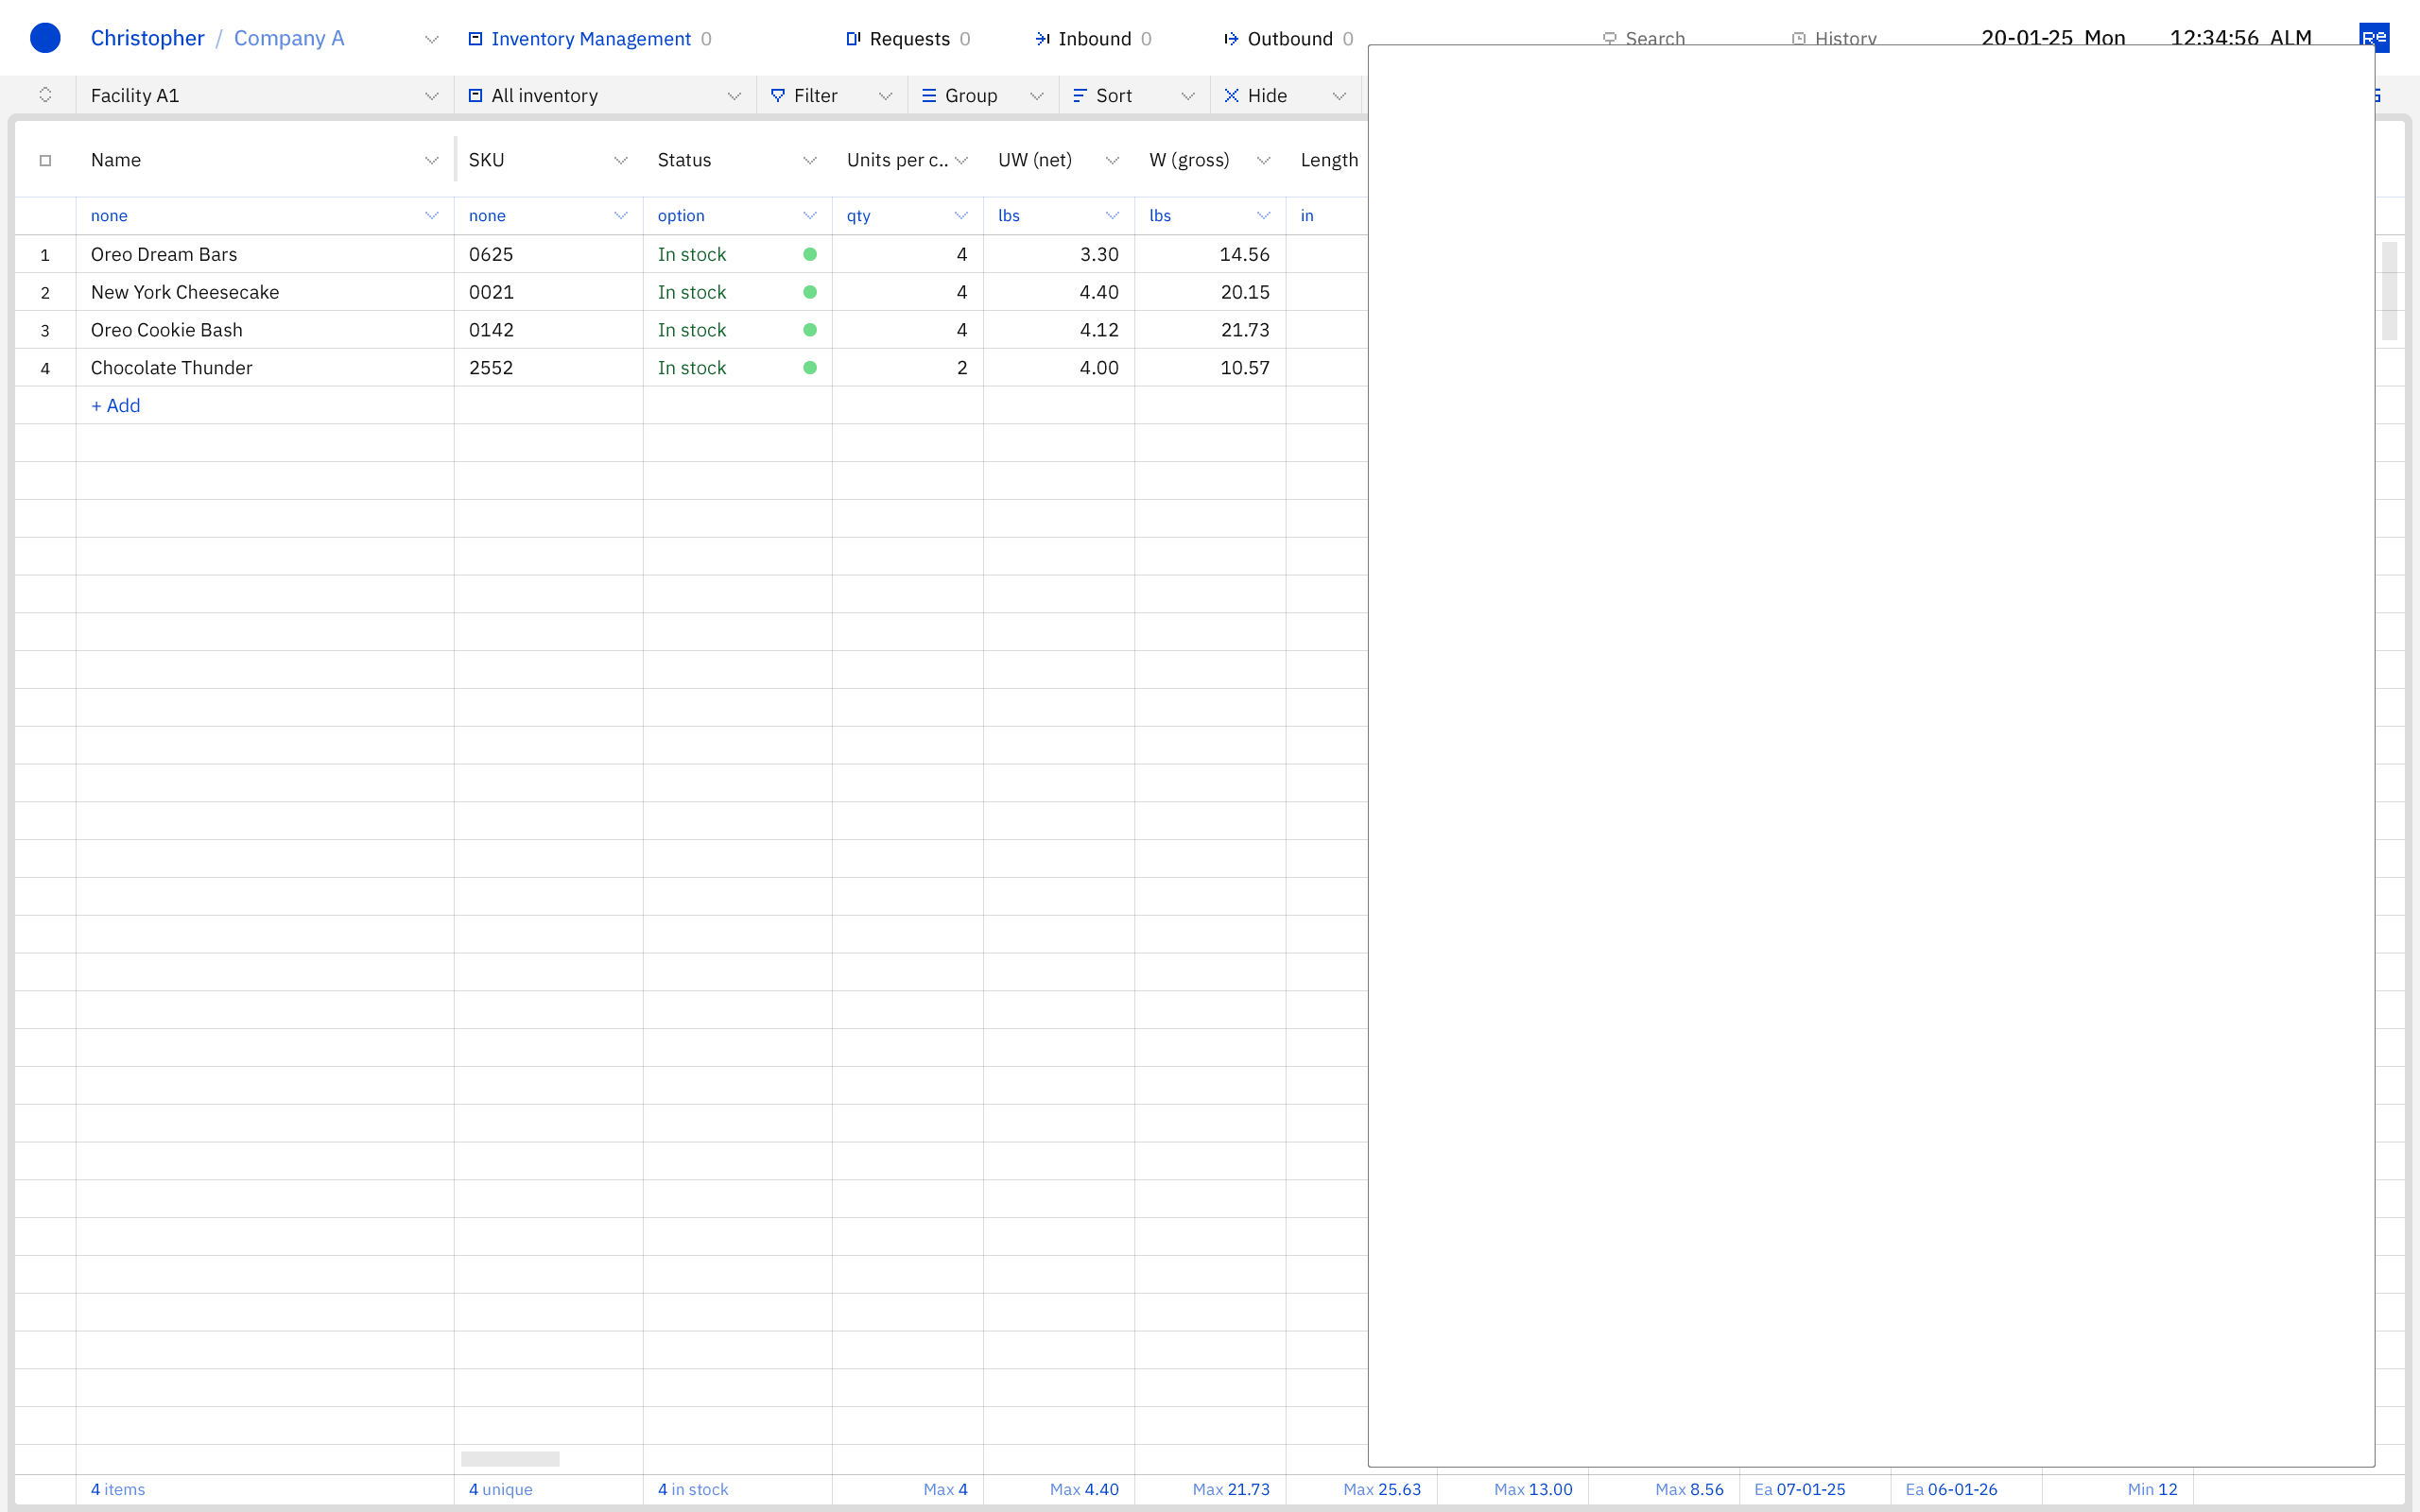 Christopher / Company A Inventory Management 0 Requests 0 Inbound 0 Outbound 0 Search History 20-01-25 Mon 12:34:56 ALM Re
Facility A1 All inventory Filter Group Sort Hide
Name SKU Status Units per c.. UW (net) W (gross) Length
none none option qty lbs lbs in
1 Oreo Dream Bars 0625 In stock 4 3.30 14.56
2 New York Cheesecake 0021 In stock 4 4.40 20.15
3 Oreo Cookie Bash 0142 In stock 4 4.12 21.73
4 Chocolate Thunder 2552 In stock 2 4.00 10.57
+ Add
4 items 4 unique 4 in stock Max 4 Max 4.40 Max 21.73 Max 25.63 Max 13.00 Max 8.56 Ea 07-01-25 Ea 06-01-26 Min 12